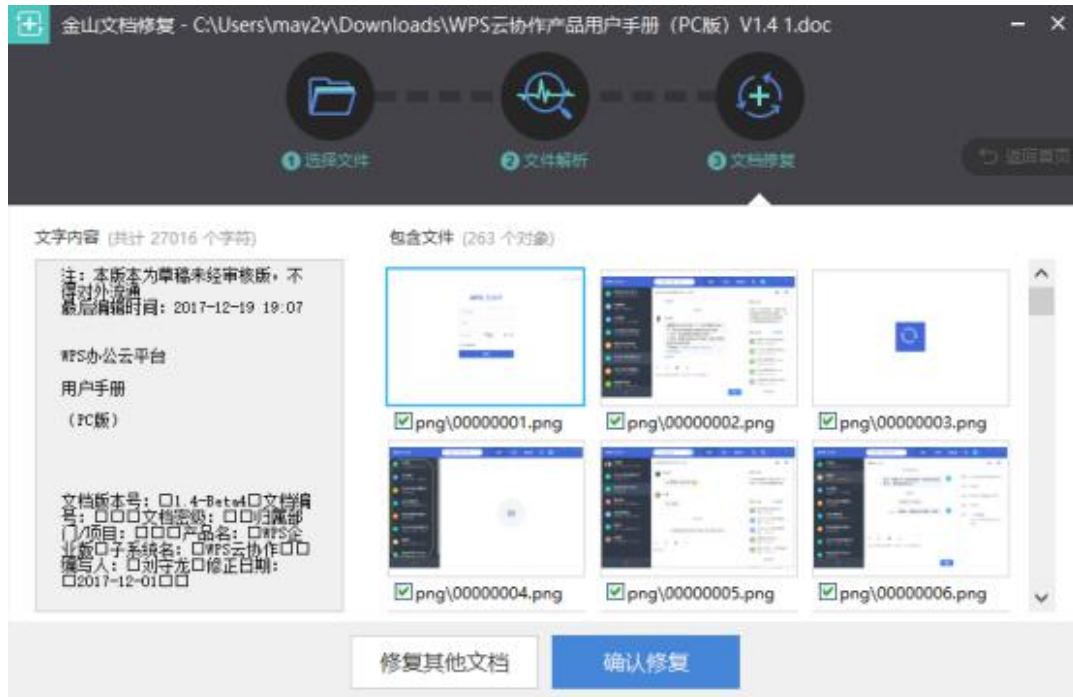 金山文档修复 - C:\Users\may2y\Downloads\WPS云协作产品用户手册（PC版）V1.4 1.doc
1 选择文件
2 文件解析
3 文档修复
返回首页
文字内容 (共计 27016 个字符)
包含文件 (263 个对象)
注：本版本为草稿未经审核版，不
得对外流通
最后编辑时间：2017-12-19 19:07
WPS办公云平台
用户手册
（PC版）
文档版本号：□1.4-Beta4□文档编
号：□□□文档密级：□□归属部
门/项目：□□□产品名：□WPS企
业版□子系统名：□WPS云协作□□
编写人：□刘守龙□修正日期：
□2017-12-01□□
png\00000001.png
png\00000002.png
png\00000003.png
png\00000004.png
png\00000005.png
png\00000006.png
修复其他文档
确认修复